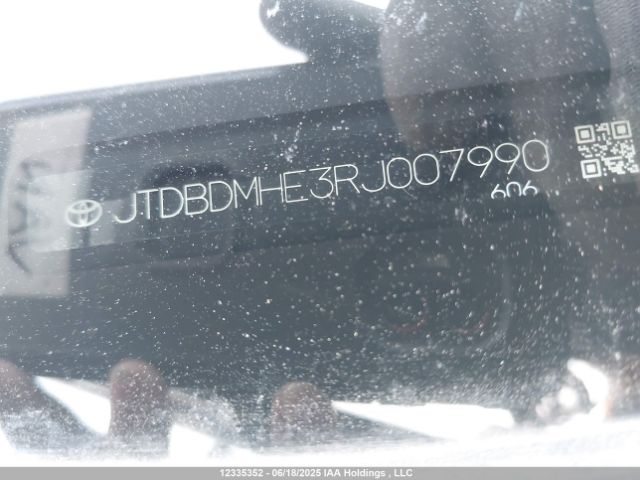 JTDBDMHE3RJ007990
606
12335352 - 06/18/2025 IAA Holdings , LLC